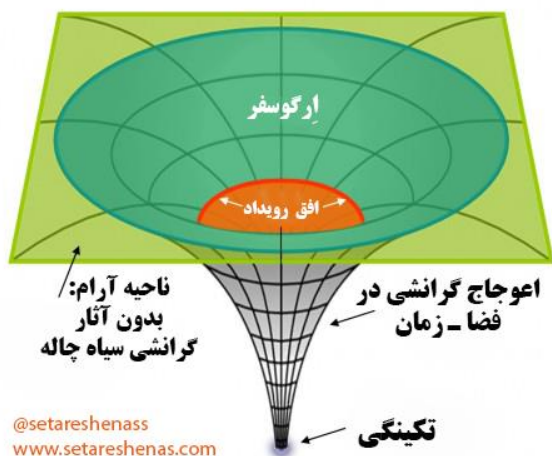 اِرگوسفر
افق رویداد
ناحیه آرام:
بدون آثار
گرانشی سیاه چاله
اعوجاج گرانشی در
فضا ـ زمان
تکینگی
@setareshenass
www.setareshenas.com